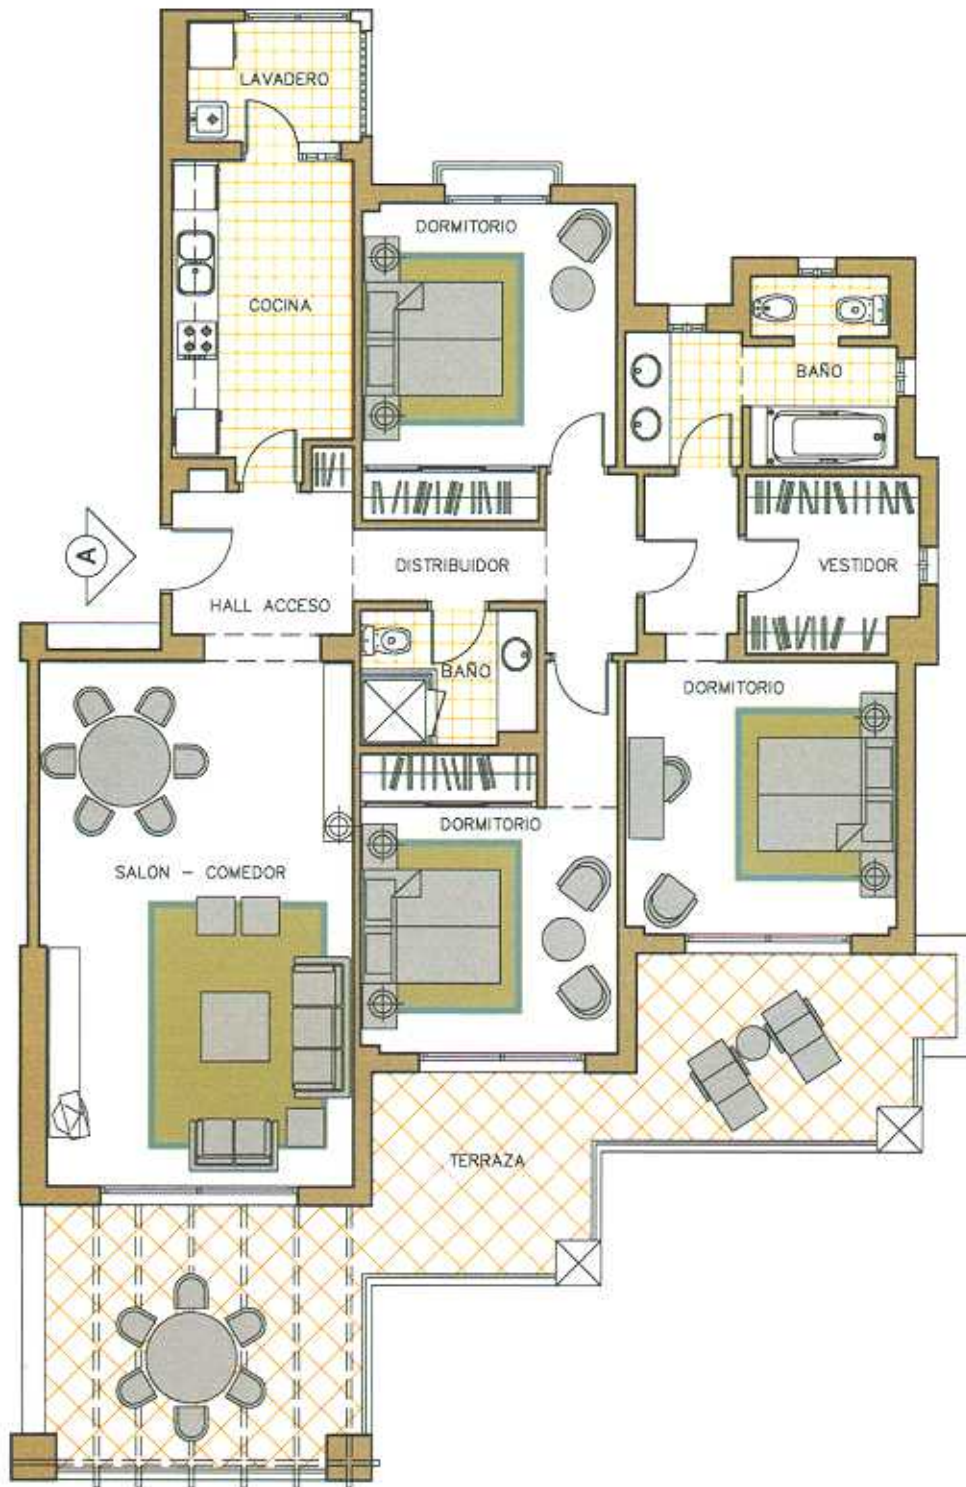 LAVADERO
DORMITORIO
COCINA
BAÑO
A
DISTRIBUIDOR
VESTIDOR
HALL ACCESO
BAÑO
DORMITORIO
DORMITORIO
SALON - COMEDOR
TERRAZA